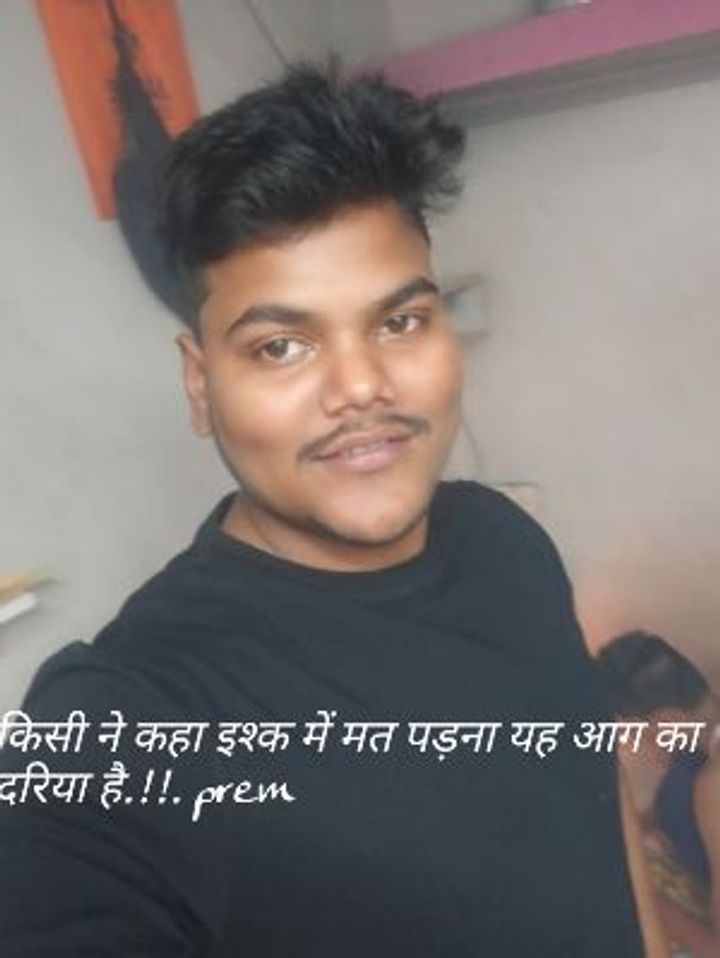 किसी ने कहा इश्क में मत पड़ना यह आग का
दरिया है.!!. prem